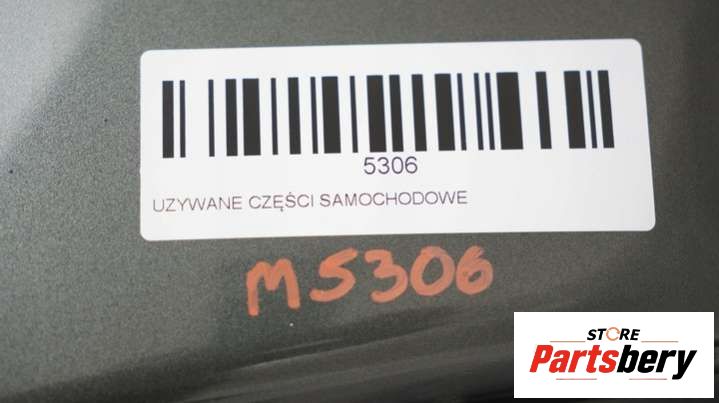 5306
UZYWANE CZĘŚCI SAMOCHODOWE
M5306
STORE
Partsbery